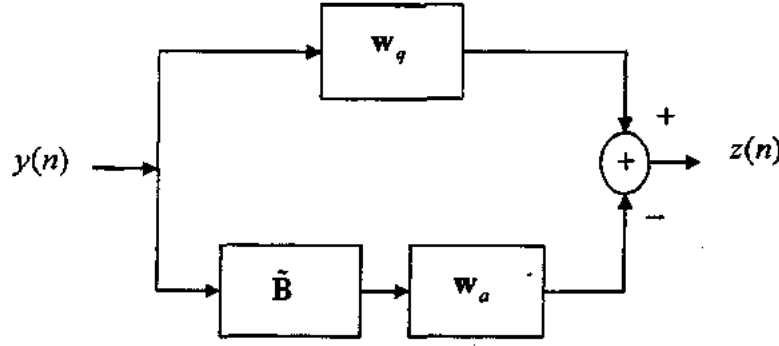 w_q
+
y(n)
+
z(n)
−
B̃
w_a